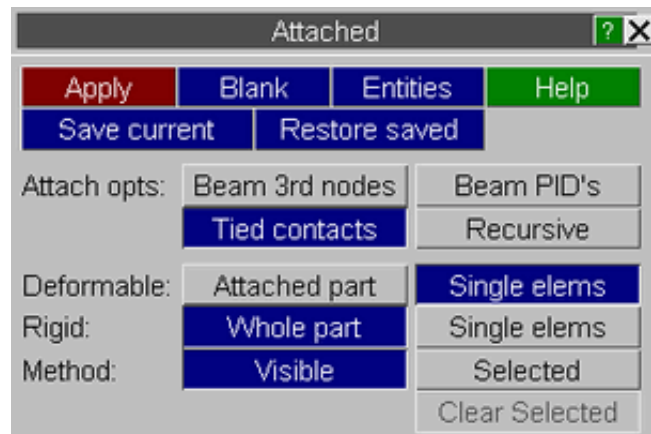 Attached ? X
Apply Blank Entities Help
Save current Restore saved
Attach opts: Beam 3rd nodes Beam PID's
Tied contacts Recursive
Deformable: Attached part Single elems
Rigid: Whole part Single elems
Method: Visible Selected
Clear Selected